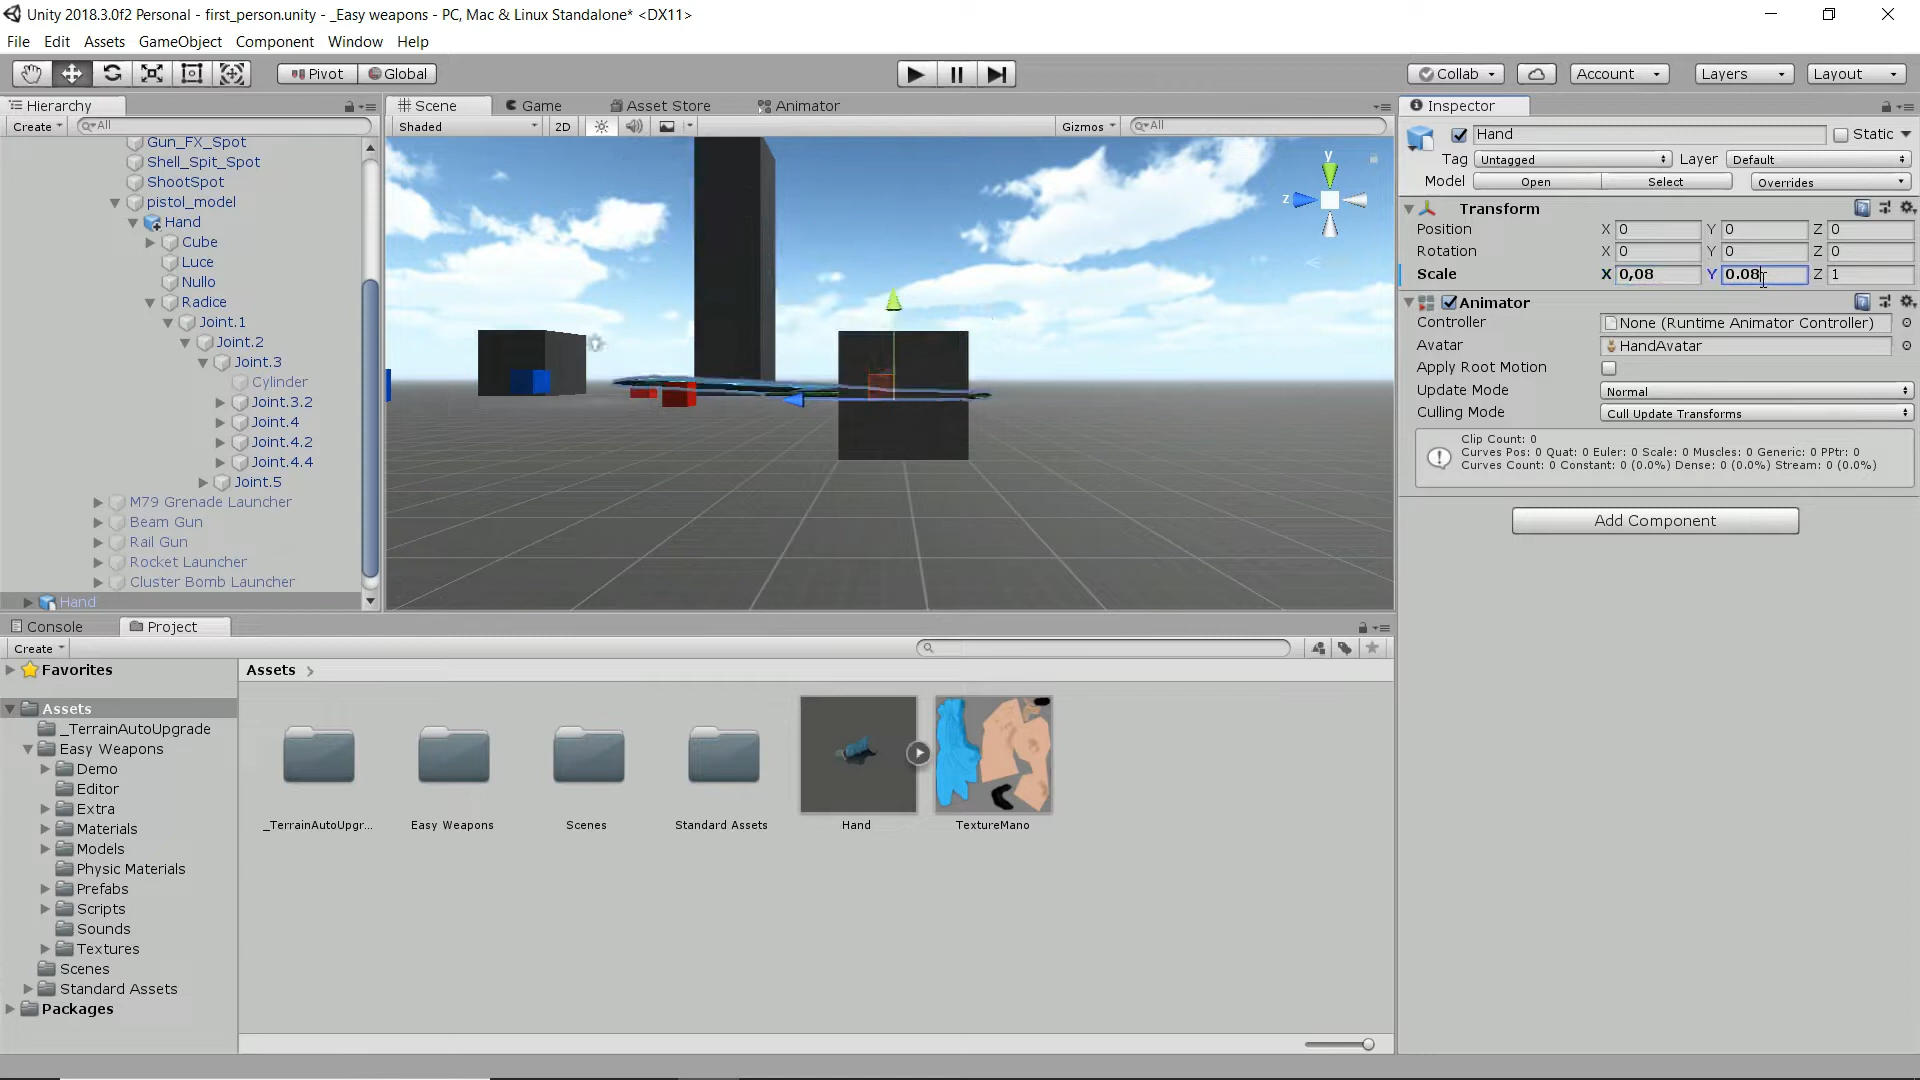 Unity 2018.3.0f2 Personal - first_person.unity - _Easy weapons - PC, Mac & Linux Standalone* <DX11>
File Edit Assets GameObject Component Window Help
Pivot Global Collab Account Layers Layout
Hierarchy
Create All
Gun_FX_Spot
Shell_Spit_Spot
ShootSpot
pistol_model
Hand
Cube
Luce
Nullo
Radice
Joint.1
Joint.2
Joint.3
Cylinder
Joint.3.2
Joint.4
Joint.4.2
Joint.4.4
Joint.5
M79 Grenade Launcher
Beam Gun
Rail Gun
Rocket Launcher
Cluster Bomb Launcher
Hand
Scene Game Asset Store Animator
Shaded 2D Gizmos All
y
z
Inspector
Hand Static
Tag Untagged Layer Default
Model Open Select Overrides
Transform
Position X 0 Y 0 Z 0
Rotation X 0 Y 0 Z 0
Scale X 0,08 Y 0.08 Z 1
Animator
Controller None (Runtime Animator Controller)
Avatar HandAvatar
Apply Root Motion
Update Mode Normal
Culling Mode Cull Update Transforms
Clip Count: 0
Curves Pos: 0 Quat: 0 Euler: 0 Scale: 0 Muscles: 0 Generic: 0 PPtr: 0
Curves Count: 0 Constant: 0 (0.0%) Dense: 0 (0.0%) Stream: 0 (0.0%)
Add Component
Console Project
Create
Favorites
Assets
_TerrainAutoUpgrade
Easy Weapons
Demo
Editor
Extra
Materials
Models
Physic Materials
Prefabs
Scripts
Sounds
Textures
Scenes
Standard Assets
Packages
Assets
_TerrainAutoUpgr... Easy Weapons Scenes Standard Assets Hand TextureMano